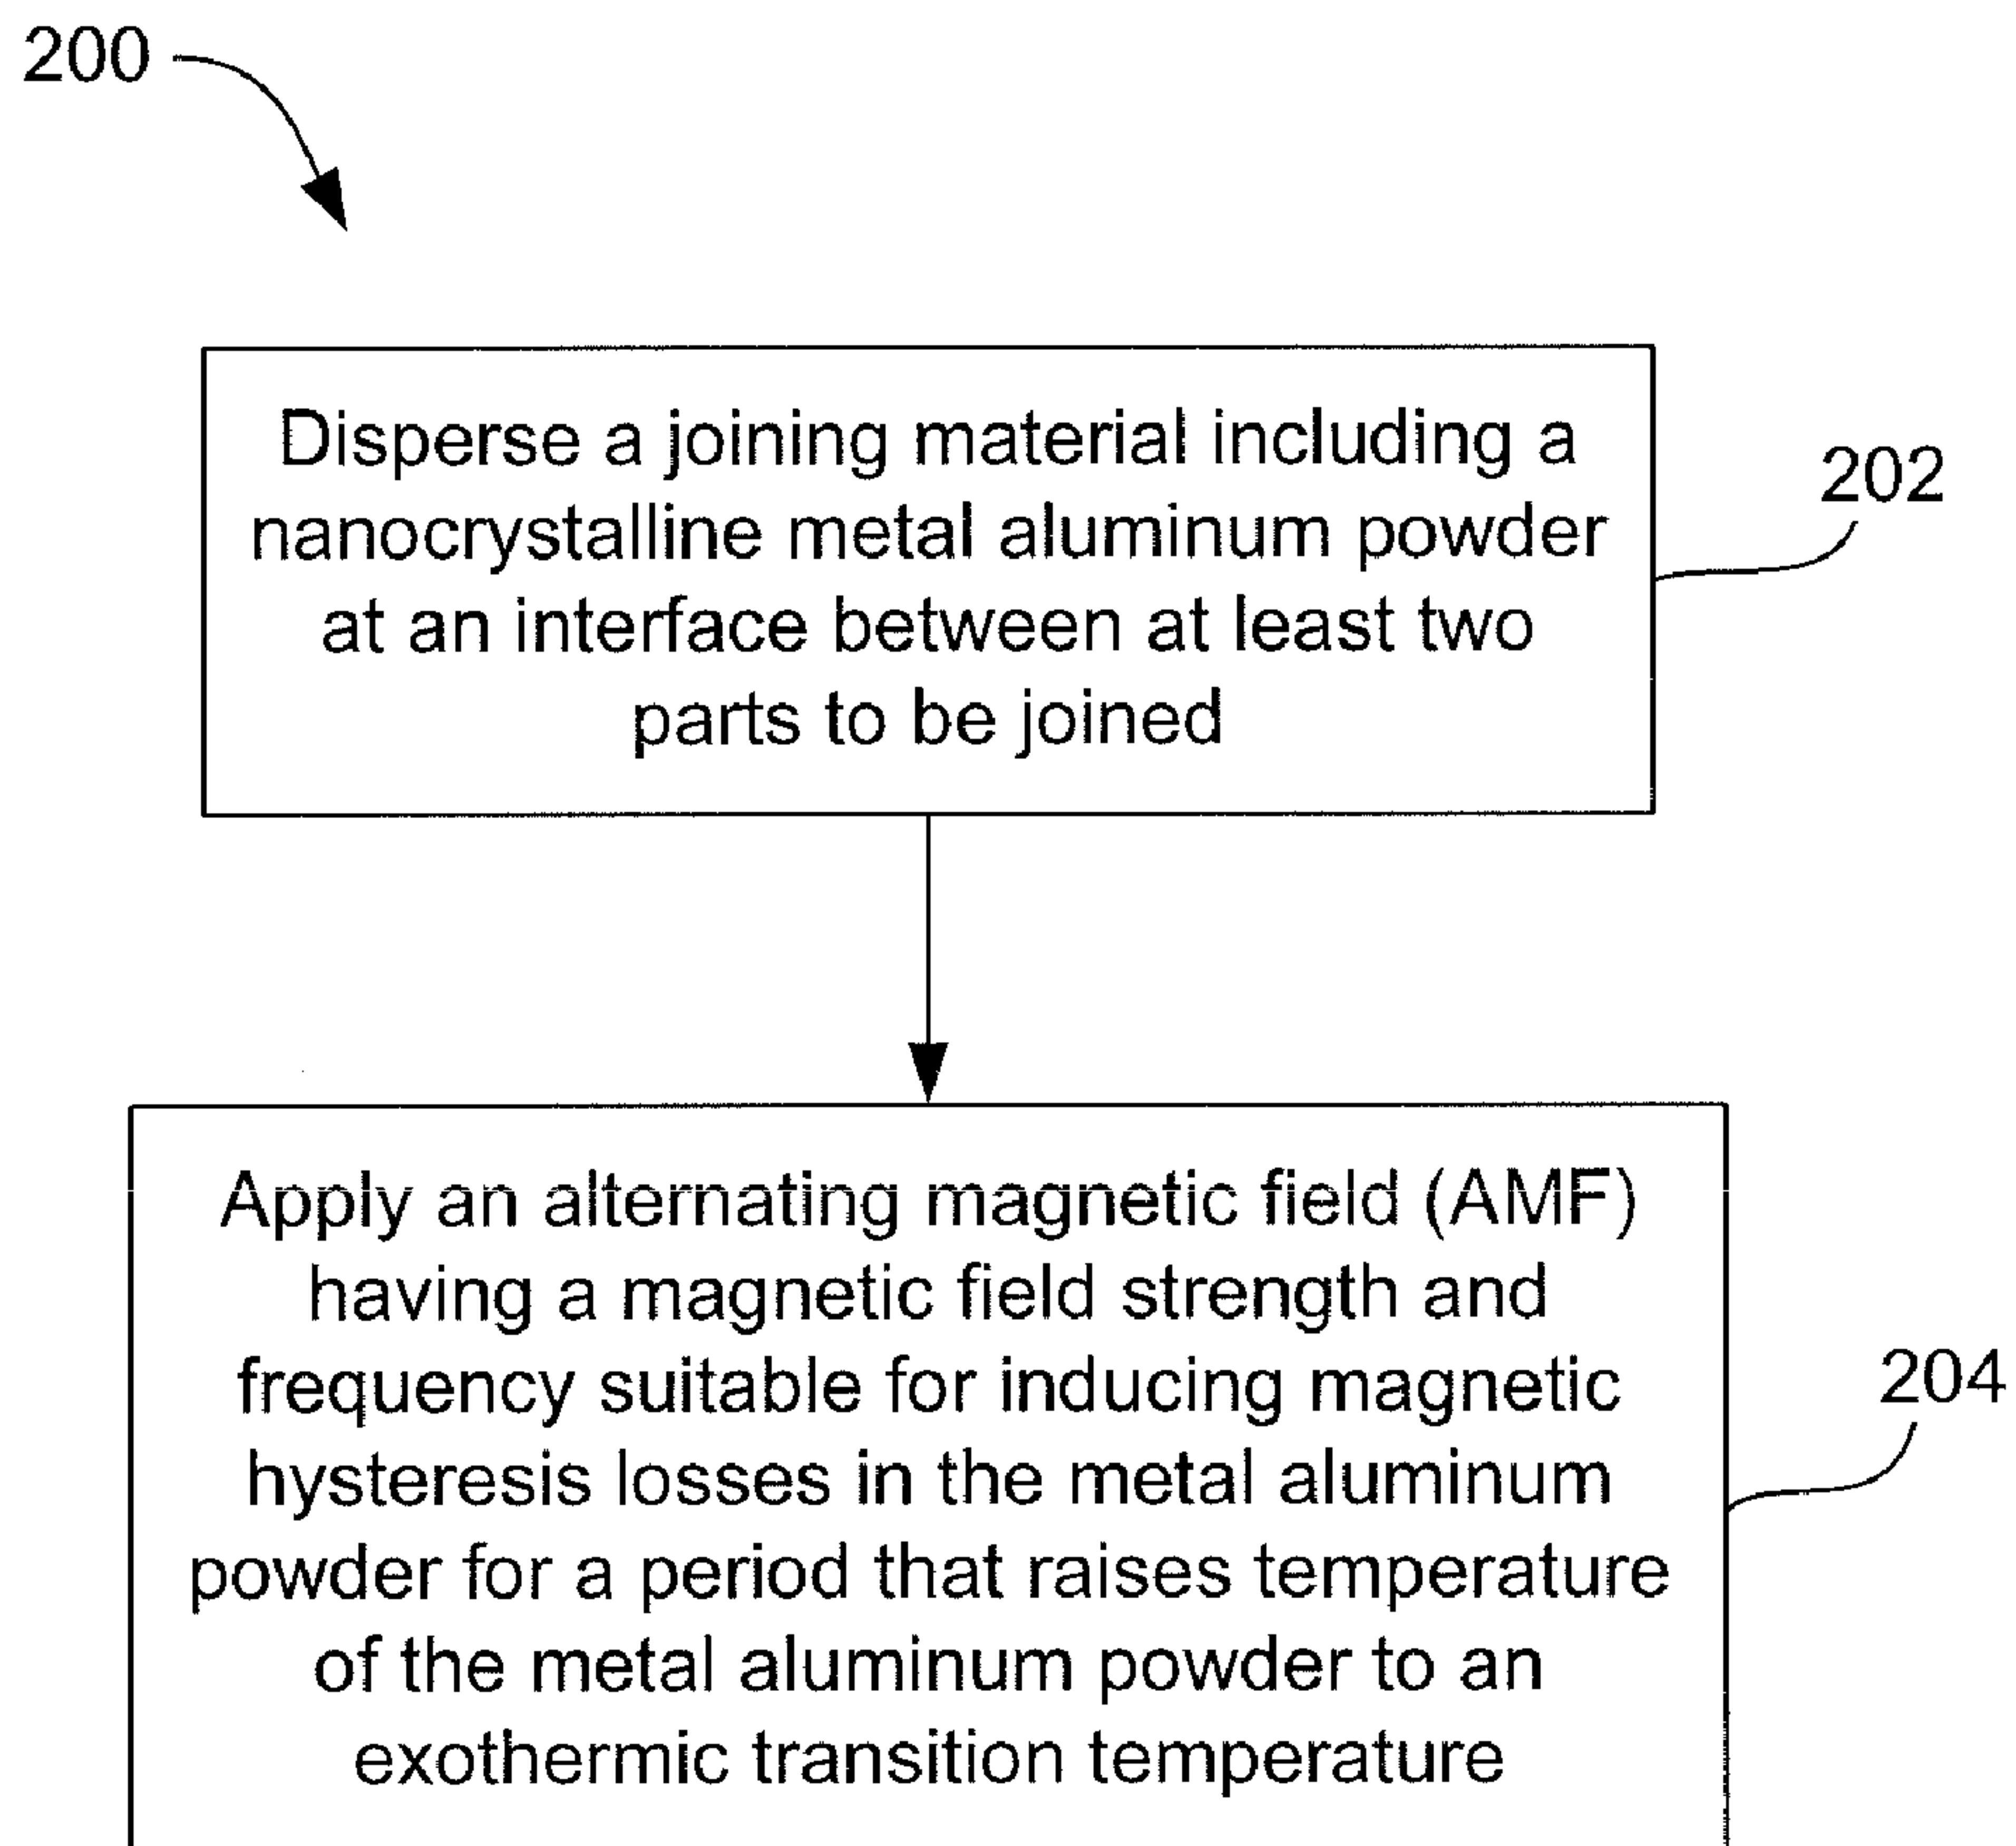 200
Disperse a joining material including a
nanocrystalline metal aluminum powder
at an interface between at least two
parts to be joined
202
Apply an alternating magnetic field (AMF)
having a magnetic field strength and
frequency suitable for inducing magnetic
hysteresis losses in the metal aluminum
powder for a period that raises temperature
of the metal aluminum powder to an
exothermic transition temperature
204